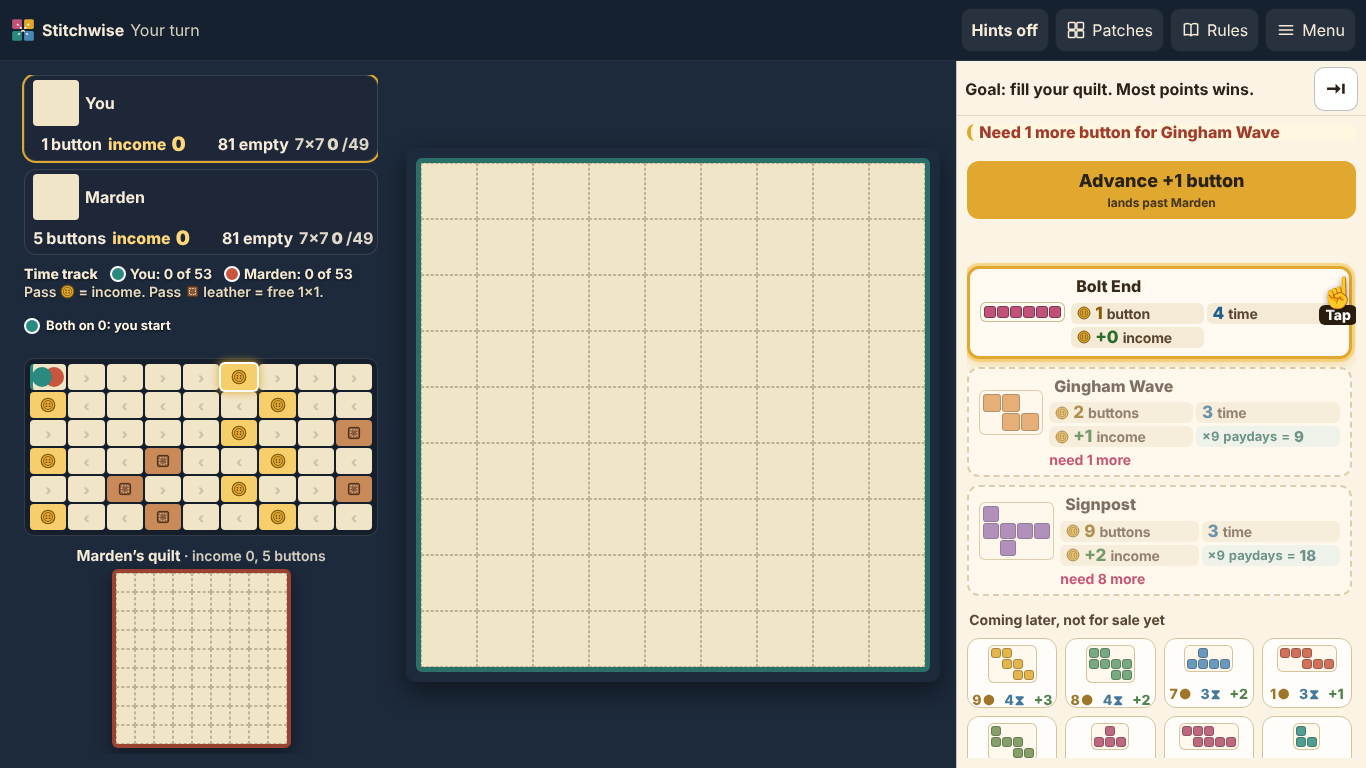 Stitchwise Your turn
Hints off
Patches
Rules
Menu
You
1 button income 0 81 empty 7×7 0 /49
Marden
5 buttons income 0 81 empty 7×7 0 /49
Time track You: 0 of 53 Marden: 0 of 53
Pass = income. Pass leather = free 1×1.
Both on 0: you start
Marden's quilt · income 0, 5 buttons
Goal: fill your quilt. Most points wins.
Need 1 more button for Gingham Wave
Advance +1 button
lands past Marden
Bolt End
1 button 4 time
+0 income
Tap
Gingham Wave
2 buttons 3 time
+1 income ×9 paydays = 9
need 1 more
Signpost
9 buttons 3 time
+2 income ×9 paydays = 18
need 8 more
Coming later, not for sale yet
9 4 +3
8 4 +2
7 3 +2
1 3 +1